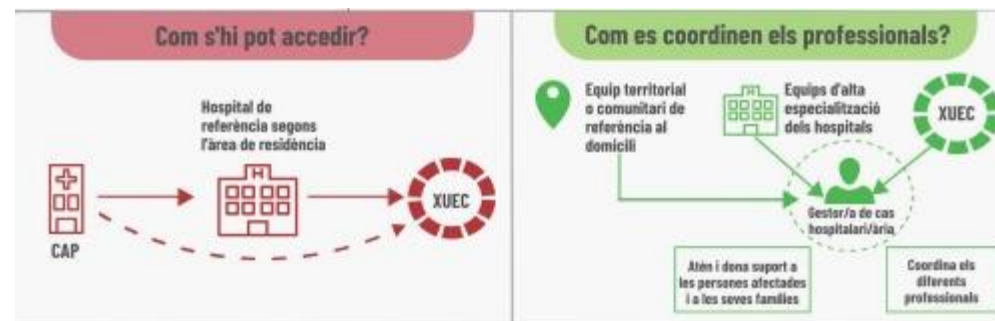 Com s'hi pot accedir?
Hospital de
referència segons
l'àrea de residència
CAP
XUEC
Com es coordinen els professionals?
Equip territorial
o comunitari de
referència al
domicili
Equips d'alta
especialització
dels hospitals
XUEC
Gestor/a de cas
hospitalari/ària
Atén i dona suport a
les persones afectades
i a les seves famílies
Coordina els
diferents
professionals